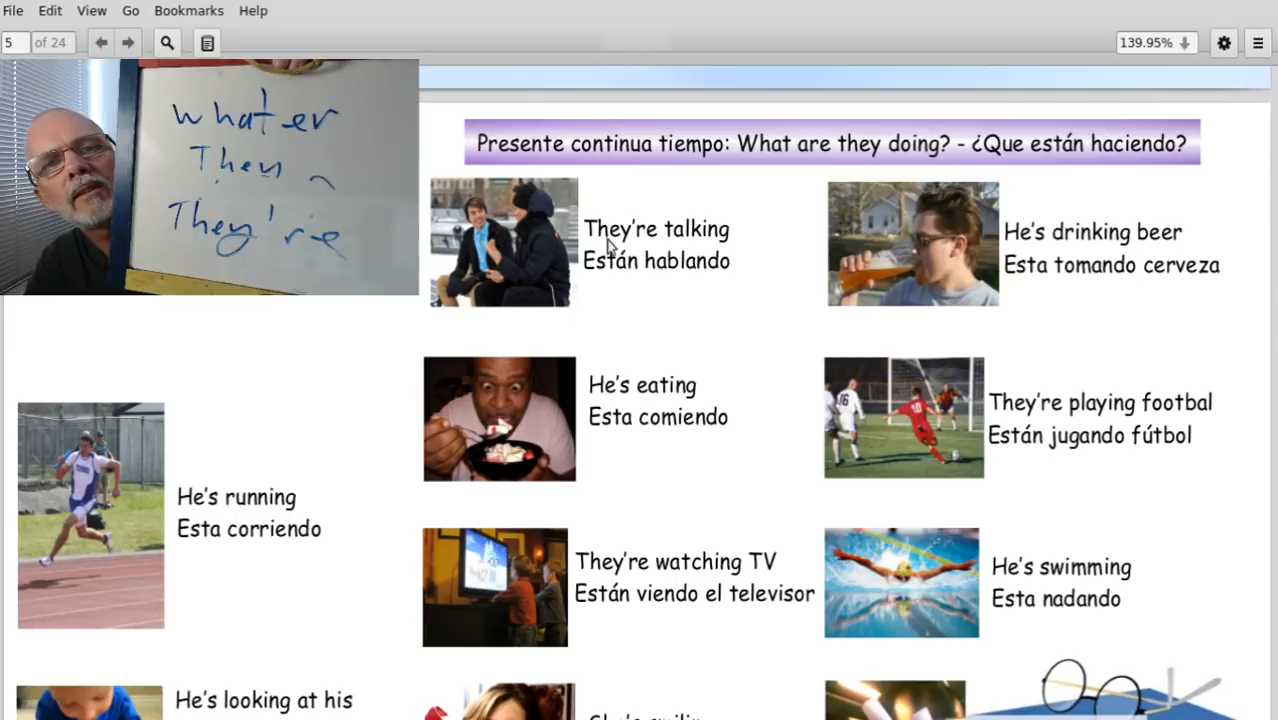 File Edit View Go Bookmarks Help
5 of 24
139.95%
whater
They
They're
Presente continua tiempo: What are they doing? - ¿Que están haciendo?
They're talking
Están hablando
He's drinking beer
Esta tomando cerveza
He's eating
Esta comiendo
They're playing footbal
Están jugando fútbol
He's running
Esta corriendo
They're watching TV
Están viendo el televisor
He's swimming
Esta nadando
He's looking at his